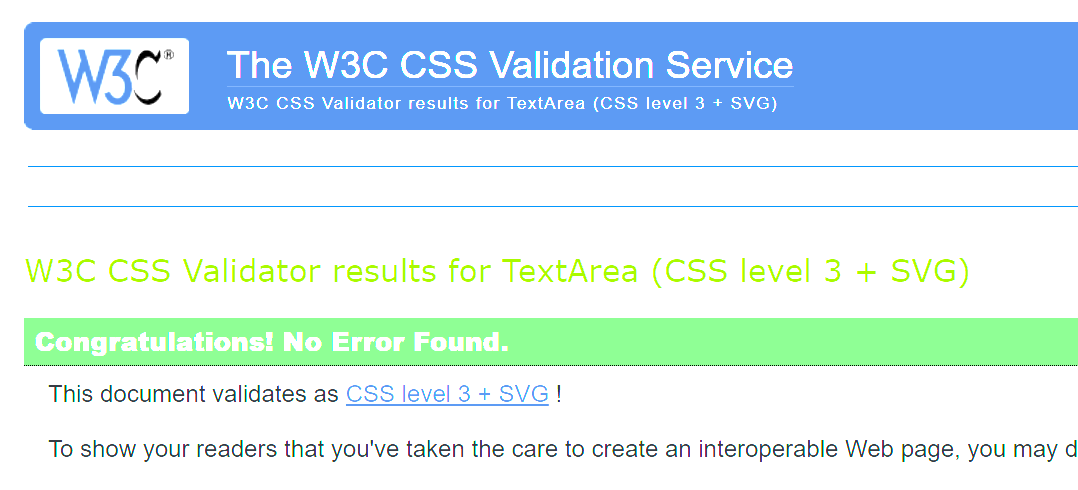 W3C®
The W3C CSS Validation Service
W3C CSS Validator results for TextArea (CSS level 3 + SVG)
W3C CSS Validator results for TextArea (CSS level 3 + SVG)
Congratulations! No Error Found.
This document validates as CSS level 3 + SVG !
To show your readers that you've taken the care to create an interoperable Web page, you may d